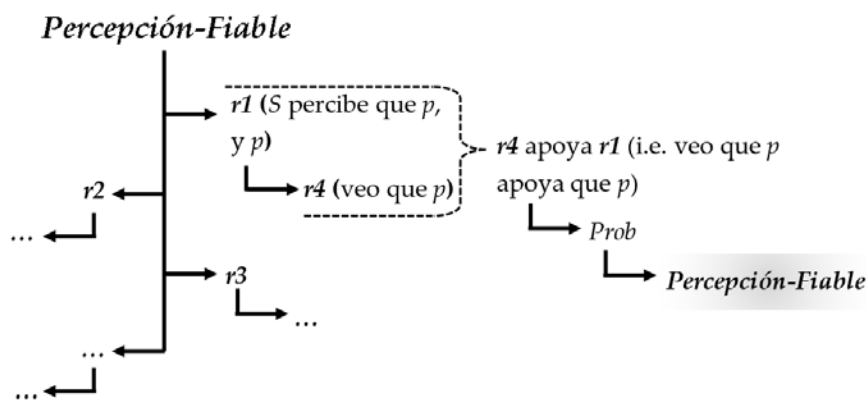 Percepción-Fiable
r1 (S percibe que p,
y p)
r4 (veo que p)
r4 apoya r1 (i.e. veo que p
apoya que p)
Prob
Percepción-Fiable
r2
...
r3
...
...
...